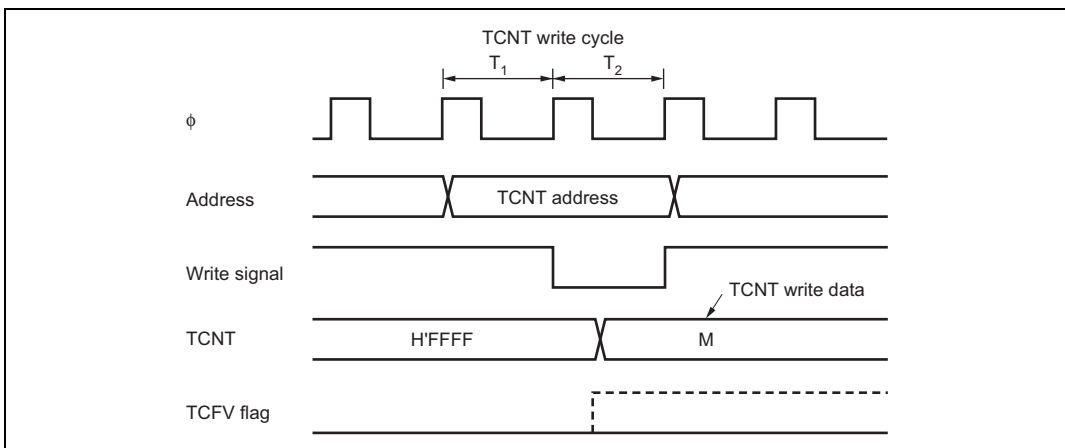 TCNT write cycle
T1 T2
ϕ
Address TCNT address
Write signal
TCNT write data
TCNT H'FFFF M
TCFV flag